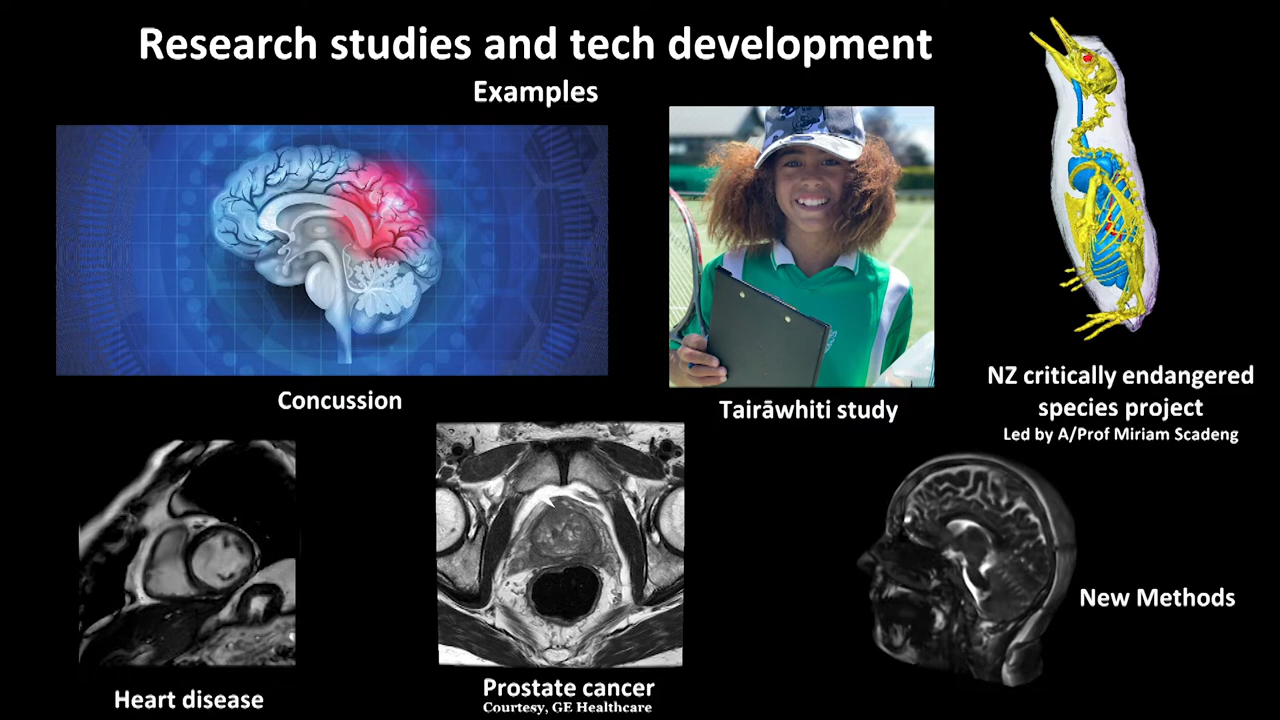 Research studies and tech development
Examples
Concussion
Tairāwhiti study
NZ critically endangered
species project
Led by A/Prof Miriam Scadeng
Heart disease
Prostate cancer
Courtesy, GE Healthcare
New Methods